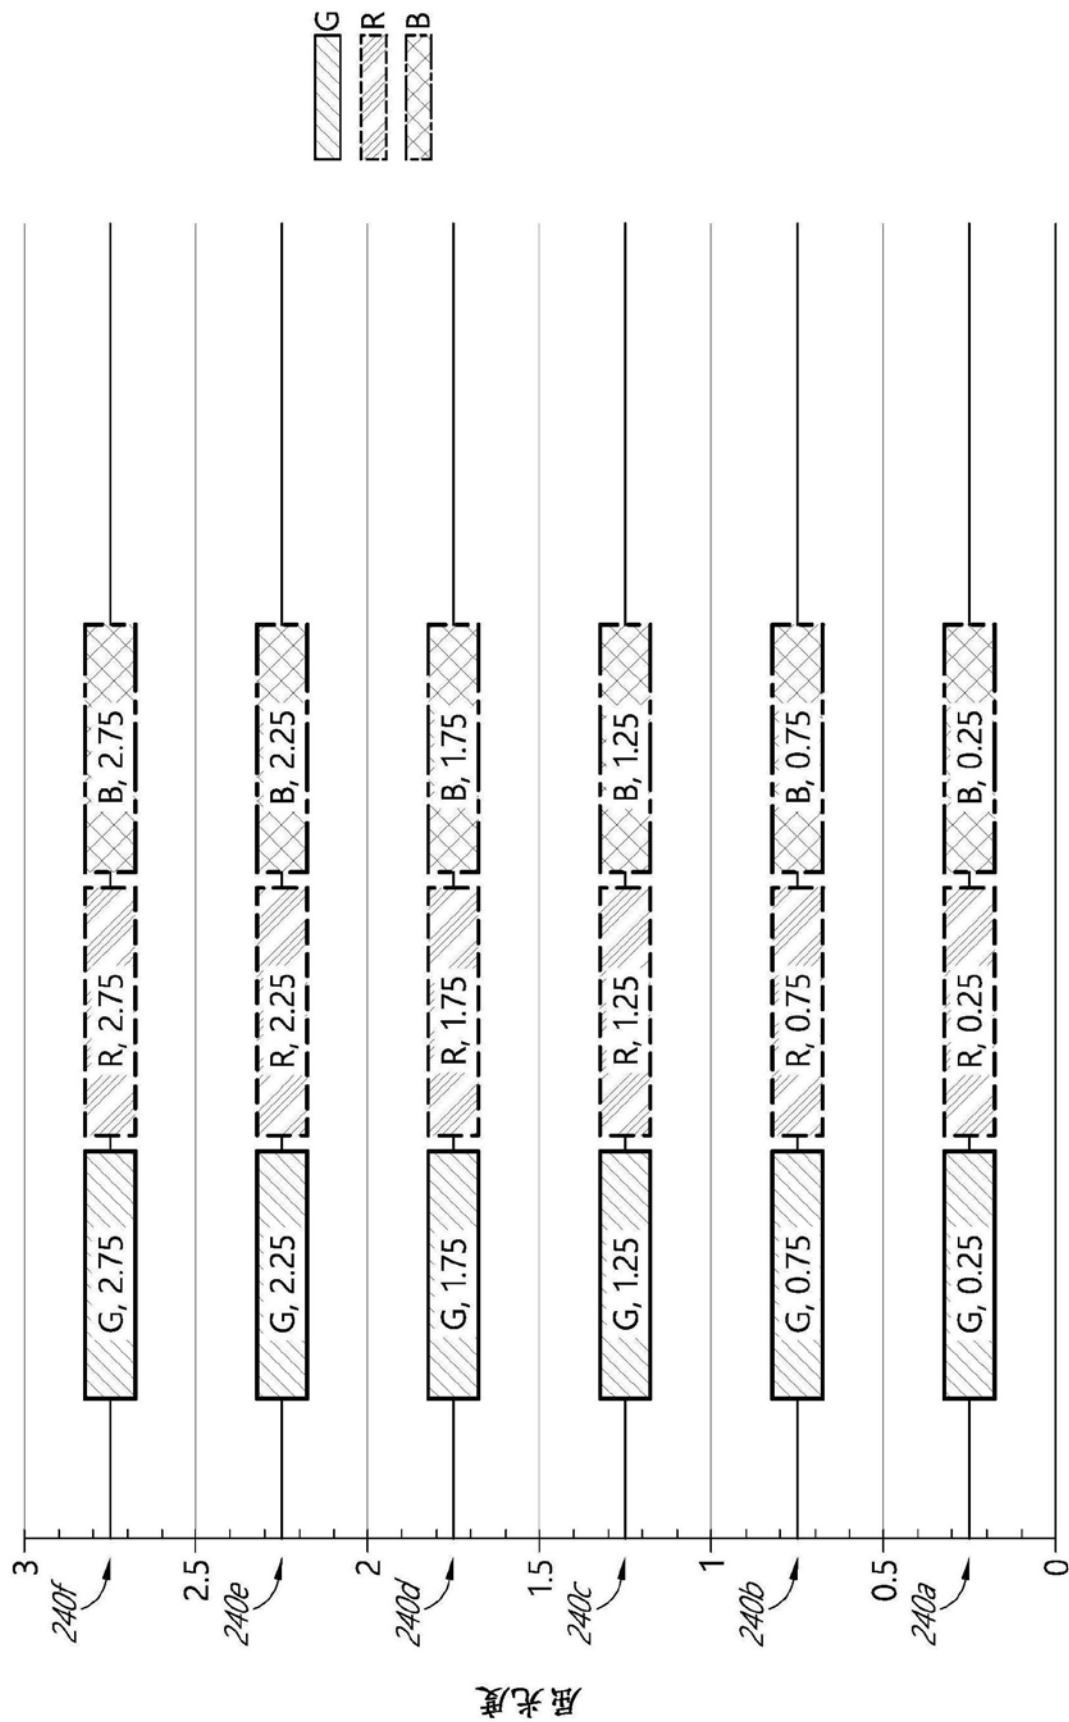 G
R
B
3
240f
G, 2.75
R, 2.75
B, 2.75
2.5
240e
G, 2.25
R, 2.25
B, 2.25
2
240d
G, 1.75
R, 1.75
B, 1.75
1.5
240c
G, 1.25
R, 1.25
B, 1.25
1
240b
G, 0.75
R, 0.75
B, 0.75
0.5
240a
G, 0.25
R, 0.25
B, 0.25
0
屈光度